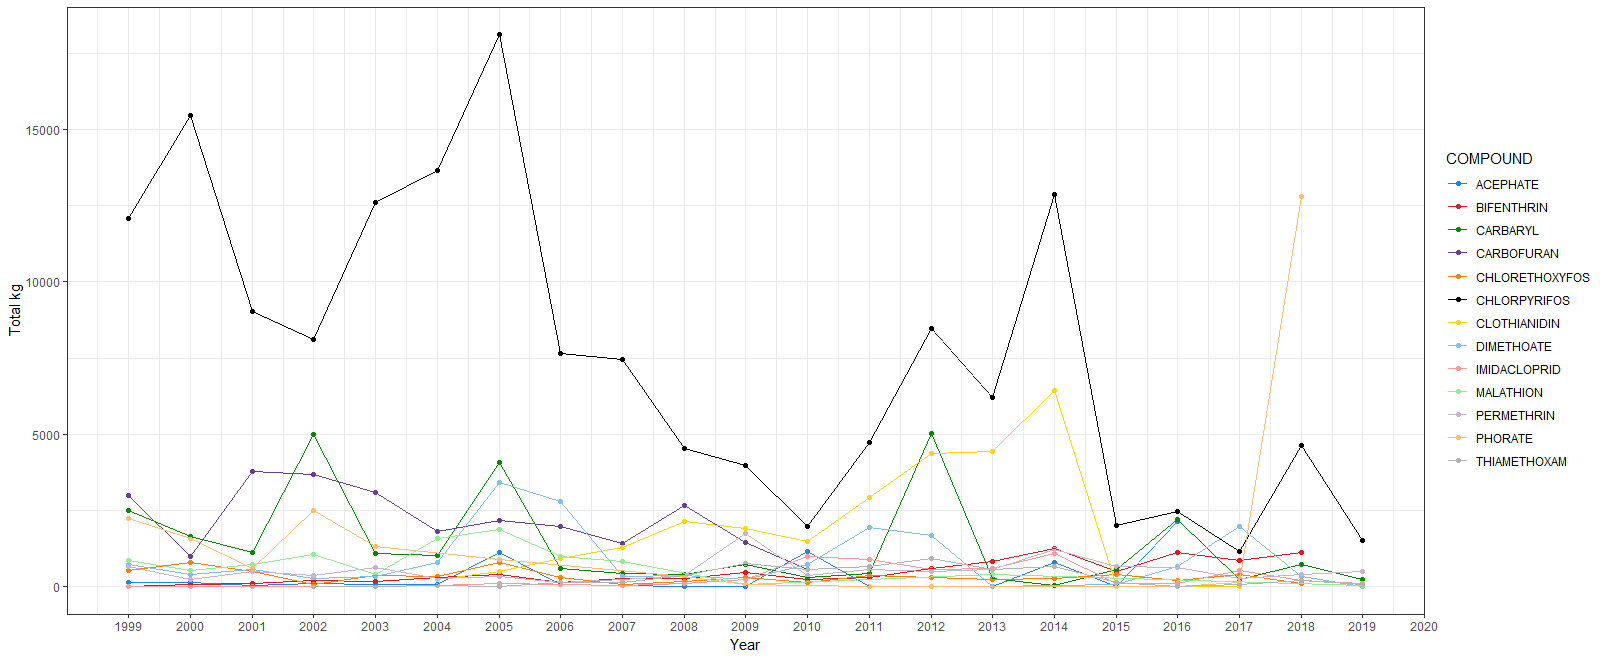 15000
10000
5000
0
Total kg
1999 2000 2001 2002 2003 2004 2005 2006 2007 2008 2009 2010 2011 2012 2013 2014 2015 2016 2017 2018 2019 2020
Year
COMPOUND
ACEPHATE
BIFENTHRIN
CARBARYL
CARBOFURAN
CHLORETHOXYFOS
CHLORPYRIFOS
CLOTHIANIDIN
DIMETHOATE
IMIDACLOPRID
MALATHION
PERMETHRIN
PHORATE
THIAMETHOXAM